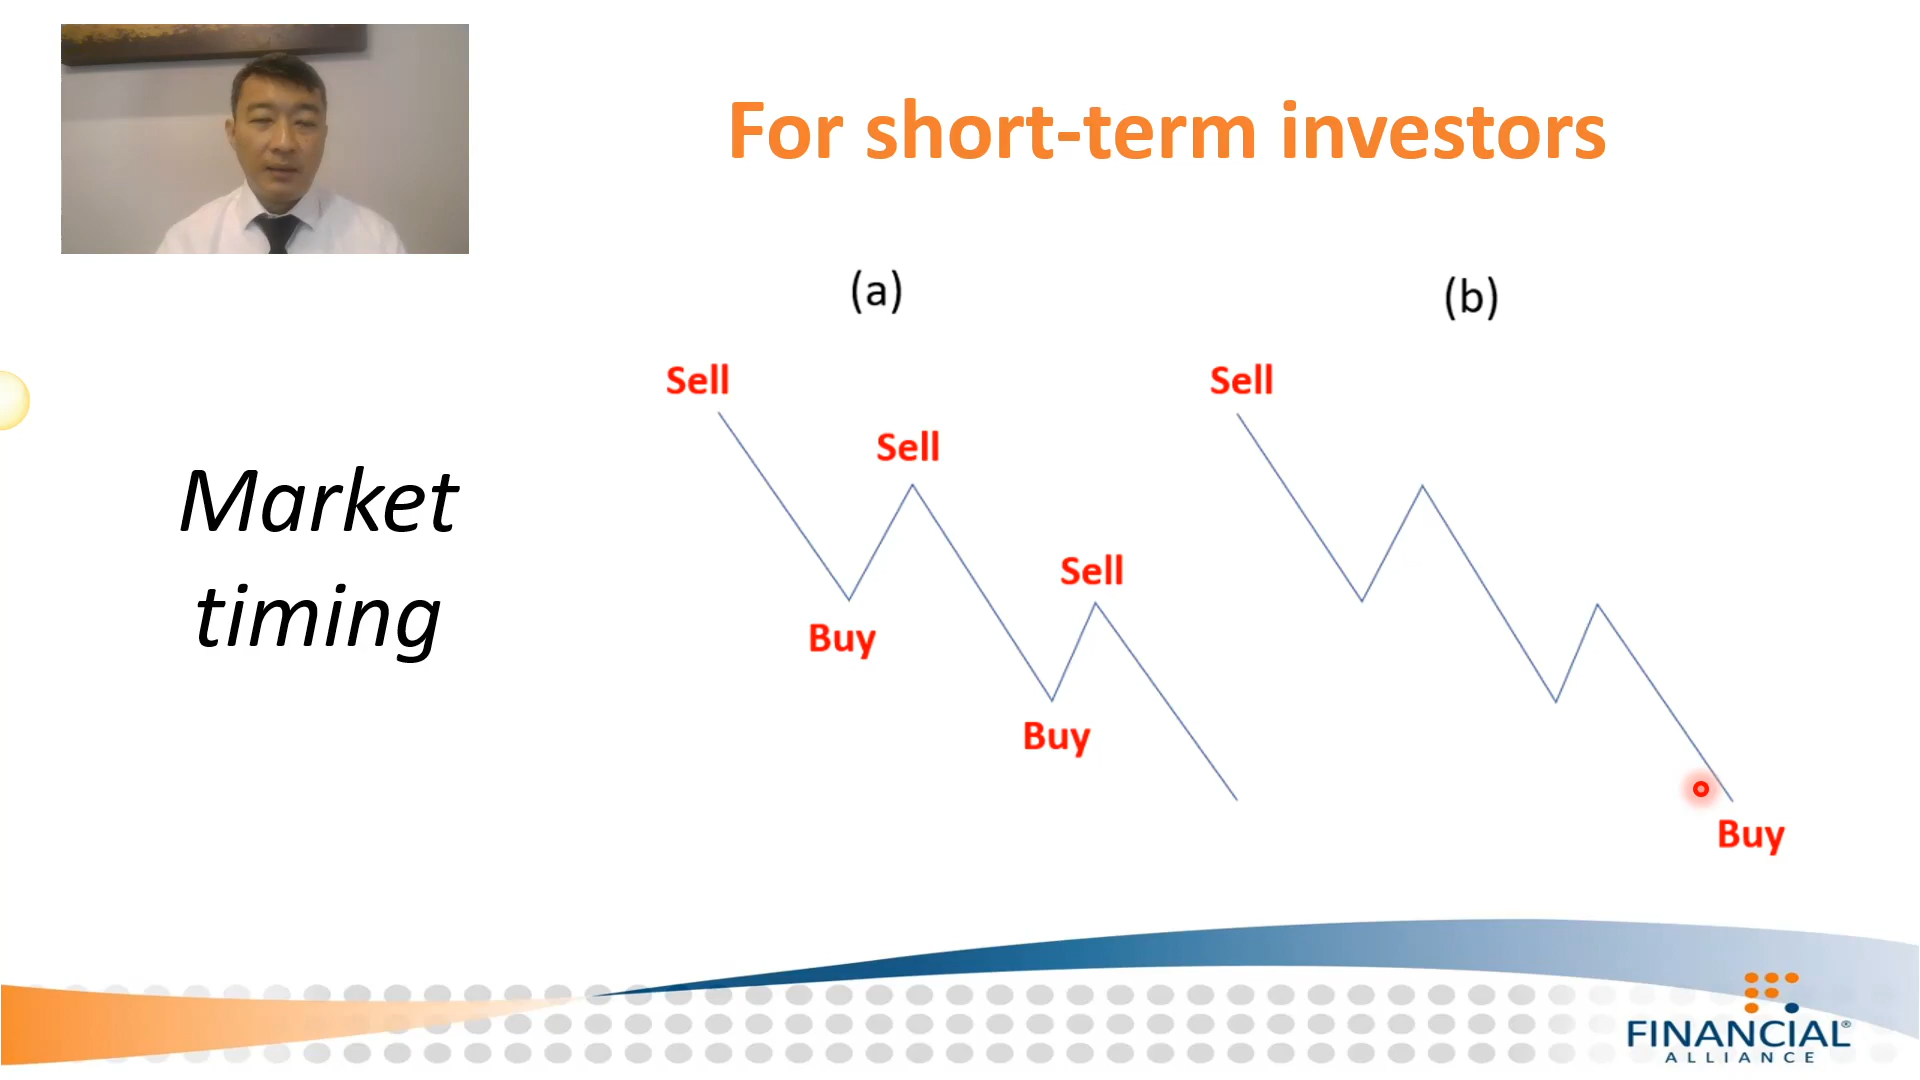 For short-term investors
(a)
(b)
Sell
Sell
Sell
Sell
Market
timing
Buy
Buy
Buy
FINANCIAL®
ALLIANCE